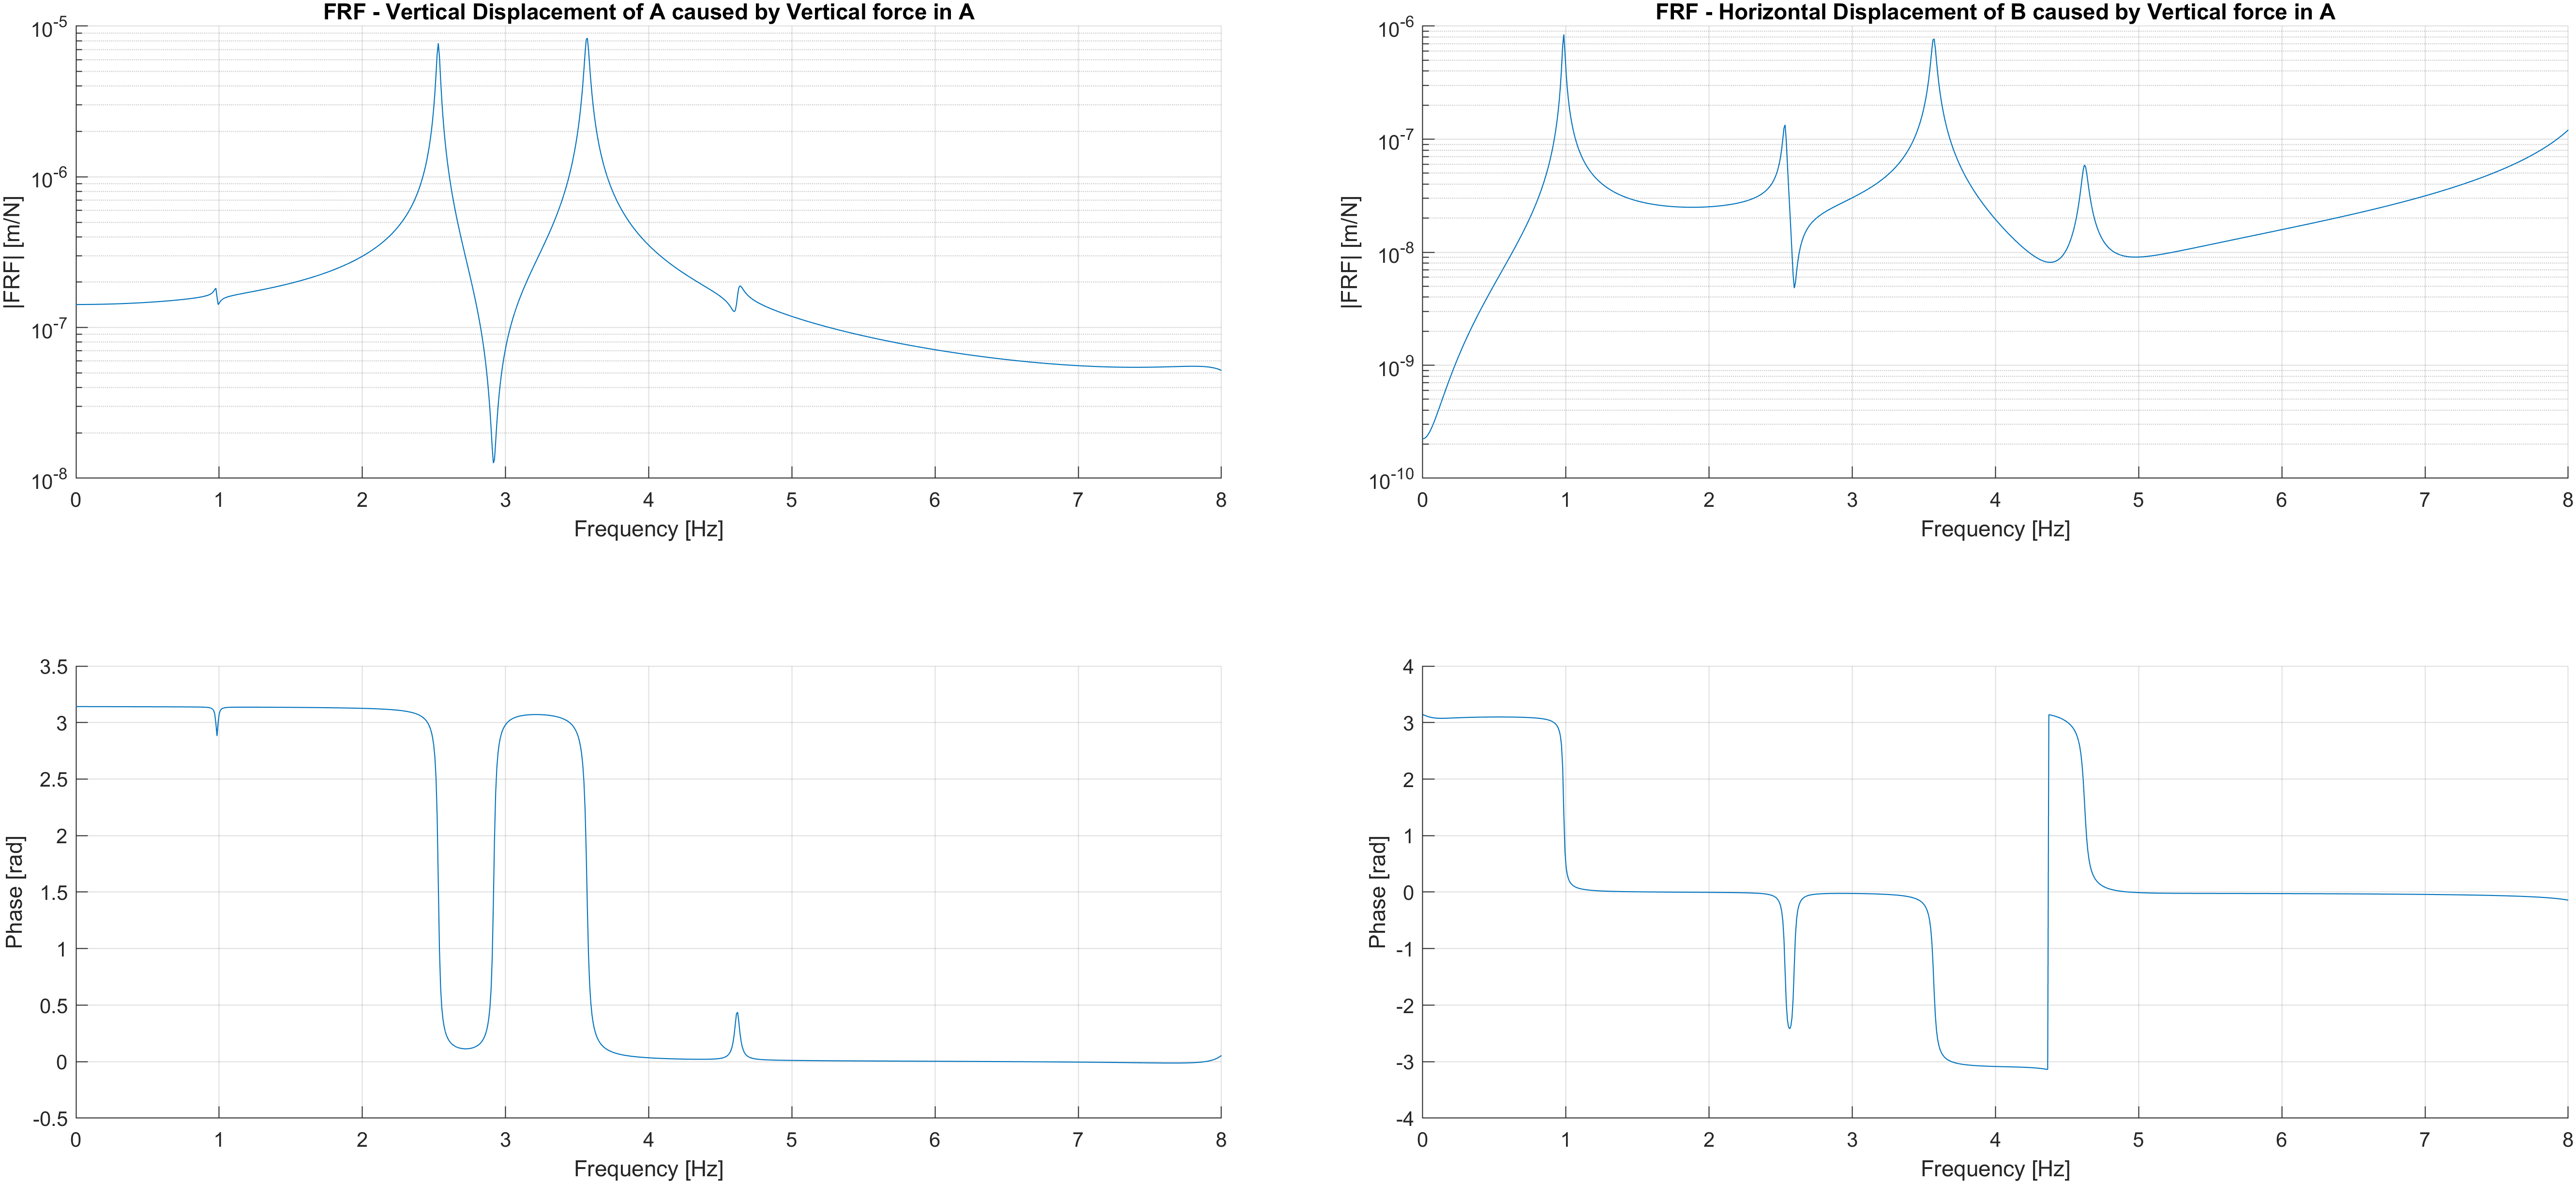 FRF - Vertical Displacement of A caused by Vertical force in A
10^-5
10^-6
10^-7
10^-8
|FRF| [m/N]
0 1 2 3 4 5 6 7 8
Frequency [Hz]
FRF - Horizontal Displacement of B caused by Vertical force in A
10^-6
10^-7
10^-8
10^-9
10^-10
|FRF| [m/N]
0 1 2 3 4 5 6 7 8
Frequency [Hz]
3.5
3
2.5
2
1.5
1
0.5
0
-0.5
Phase [rad]
0 1 2 3 4 5 6 7 8
Frequency [Hz]
4
3
2
1
0
-1
-2
-3
-4
Phase [rad]
0 1 2 3 4 5 6 7 8
Frequency [Hz]